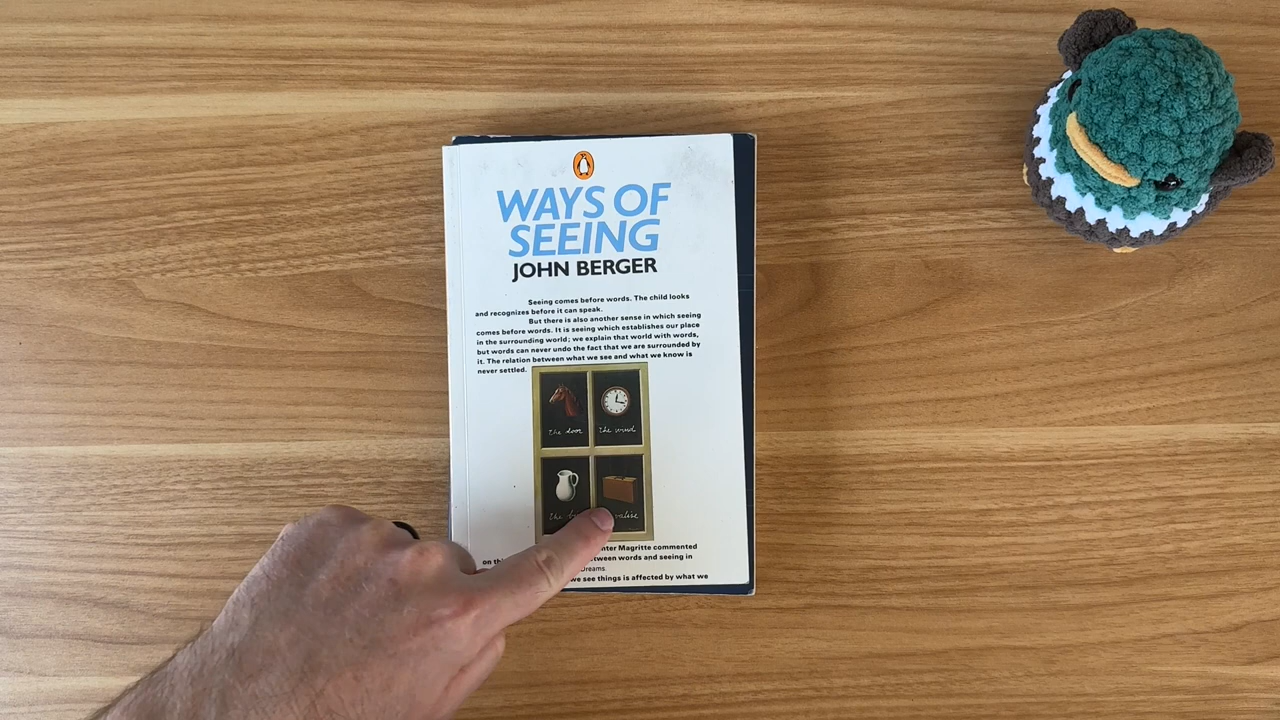 WAYS OF
SEEING
JOHN BERGER
Seeing comes before words. The child looks
and recognizes before it can speak.
But there is also another sense in which seeing
comes before words. It is seeing which establishes our place
in the surrounding world; we explain that world with words,
but words can never undo the fact that we are surrounded by
it. The relation between what we see and what we know is
never settled.
the door the wind
the valise
Magritte commented
on between words and seeing in
Dreams.
we see things is affected by what we